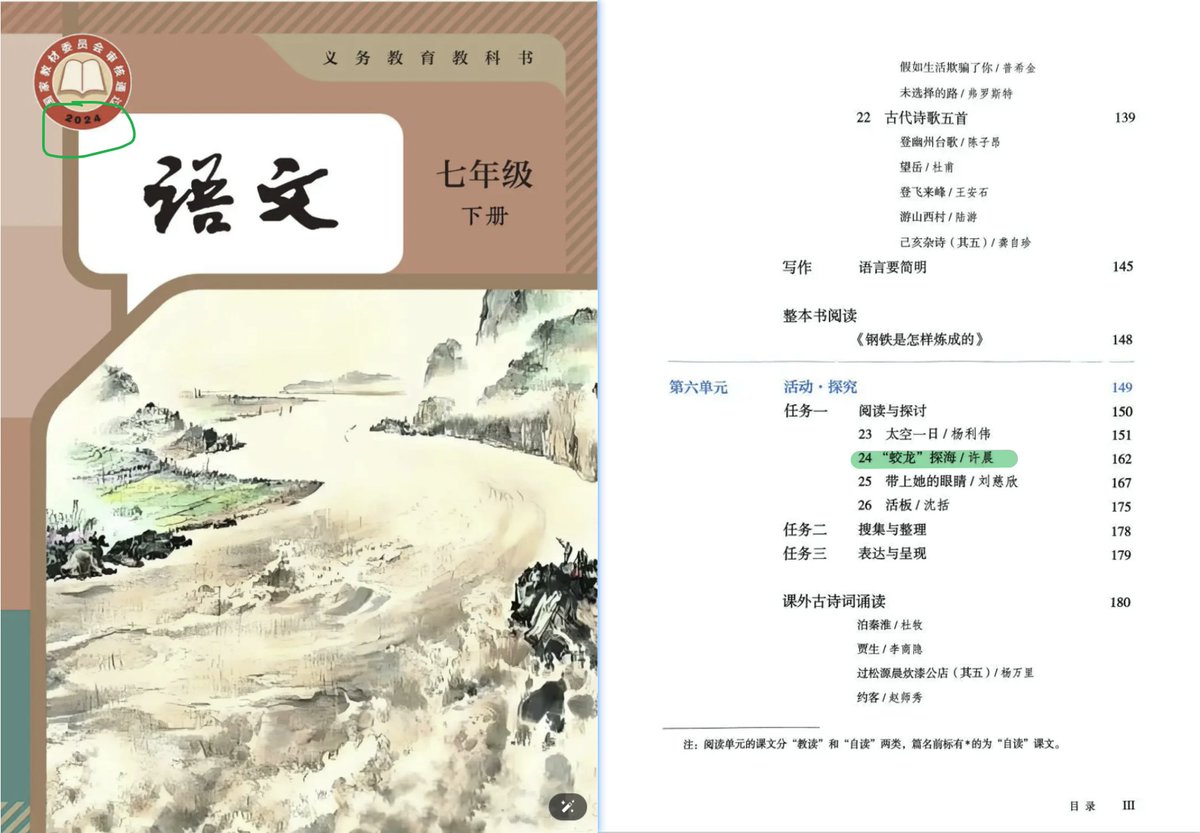 国家教材委员会审核通过
2024
义务教育教科书
语文
七年级
下册
假如生活欺骗了你 / 普希金
未选择的路 / 弗罗斯特
22 古代诗歌五首 139
登幽州台歌 / 陈子昂
望岳 / 杜甫
登飞来峰 / 王安石
游山西村 / 陆游
己亥杂诗（其五）/ 龚自珍
写作 语言要简明 145
整本书阅读
《钢铁是怎样炼成的》 148
第六单元 活动·探究 149
任务一 阅读与探讨 150
23 太空一日 / 杨利伟 151
24 “蛟龙”探海 / 许晨 162
25 带上她的眼睛 / 刘慈欣 167
26 活板 / 沈括 175
任务二 搜集与整理 178
任务三 表达与呈现 179
课外古诗词诵读 180
泊秦淮 / 杜牧
贾生 / 李商隐
过松源晨炊漆公店（其五）/ 杨万里
约客 / 赵师秀
注：阅读单元的课文分“教读”和“自读”两类，篇名前标有*的为“自读”课文。
目录 III